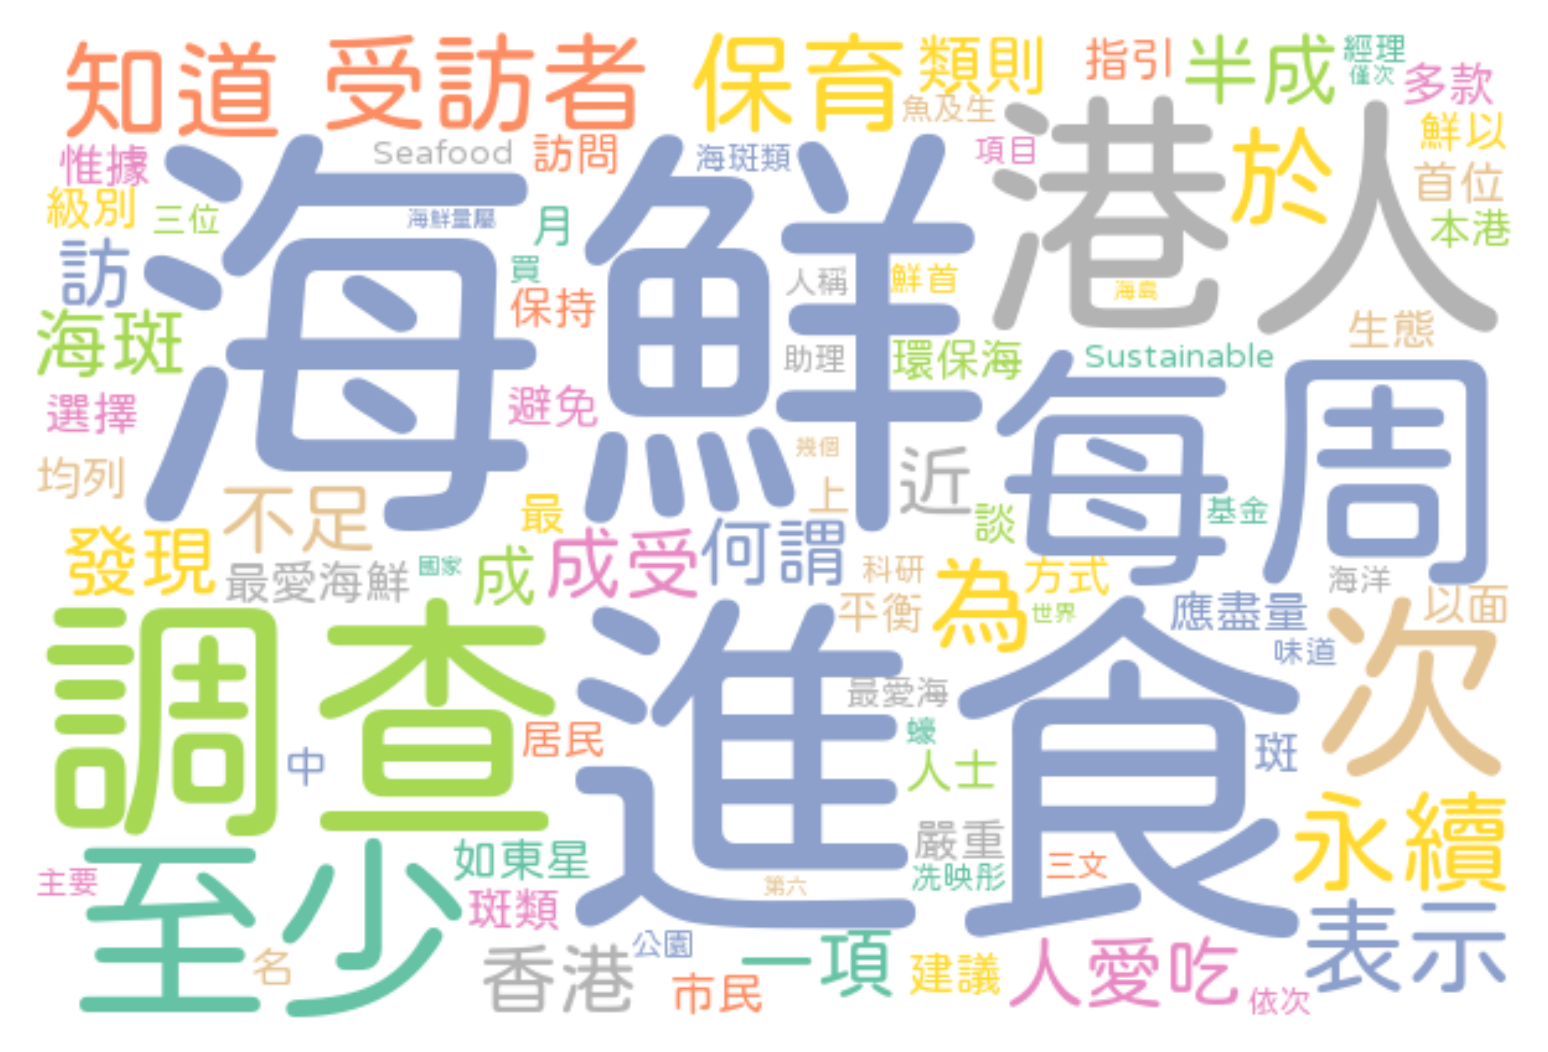 知道
受訪者
保育
類則
指引
半成
經理
僅次
多款
魚及生
惟據
Seafood
訪問
海斑類
項目
港人
於
鮮以
首位
級別
三位
海鮮量屬
月
本港
海鮮
訪
買
人稱
鮮首
海島
保持
海斑
助理
環保海
Sustainable
生態
選擇
避免
每周
均列
幾個
近
不足
最
上
談
基金
發現
最愛海鮮
國家
成
成受
何謂
科研
為
方式
海洋
平衡
世界
應盡量
以面
味道
調查
進食
次
最愛海
居民
蠔
中
人士
斑
嚴重
永續
至少
如東星
三文
主要
斑類
第六
冼映彤
表示
名
香港
公園
一項
市民
建議
人愛吃
依次